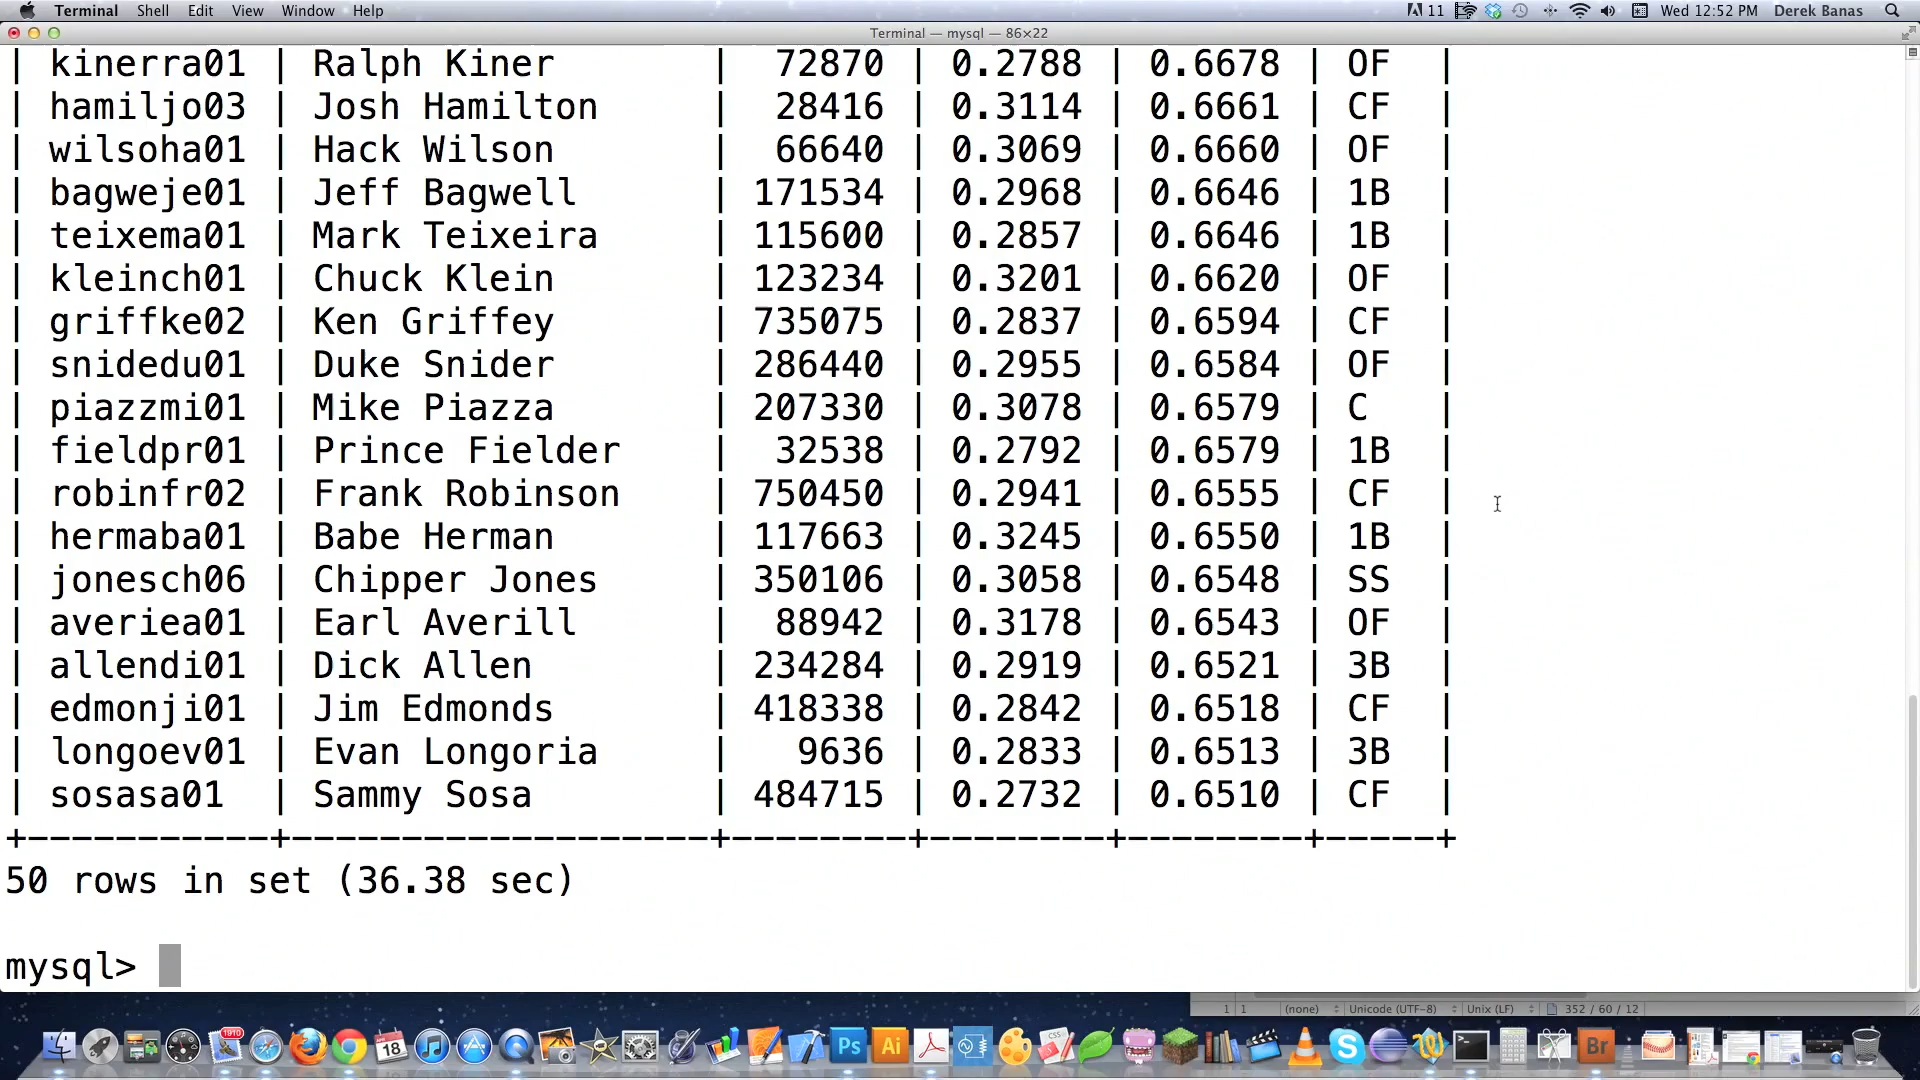 Terminal Shell Edit View Window Help 11 Wed 12:52 PM Derek Banas
Terminal — mysql — 86×22
| kinerra01 | Ralph Kiner | 72870 | 0.2788 | 0.6678 | OF |
| hamiljo03 | Josh Hamilton | 28416 | 0.3114 | 0.6661 | CF |
| wilsoha01 | Hack Wilson | 66640 | 0.3069 | 0.6660 | OF |
| bagweje01 | Jeff Bagwell | 171534 | 0.2968 | 0.6646 | 1B |
| teixema01 | Mark Teixeira | 115600 | 0.2857 | 0.6646 | 1B |
| kleinch01 | Chuck Klein | 123234 | 0.3201 | 0.6620 | OF |
| griffke02 | Ken Griffey | 735075 | 0.2837 | 0.6594 | CF |
| snidedu01 | Duke Snider | 286440 | 0.2955 | 0.6584 | OF |
| piazzmi01 | Mike Piazza | 207330 | 0.3078 | 0.6579 | C |
| fieldpr01 | Prince Fielder | 32538 | 0.2792 | 0.6579 | 1B |
| robinfr02 | Frank Robinson | 750450 | 0.2941 | 0.6555 | CF |
| hermaba01 | Babe Herman | 117663 | 0.3245 | 0.6550 | 1B |
| jonesch06 | Chipper Jones | 350106 | 0.3058 | 0.6548 | SS |
| averiea01 | Earl Averill | 88942 | 0.3178 | 0.6543 | OF |
| allendi01 | Dick Allen | 234284 | 0.2919 | 0.6521 | 3B |
| edmonji01 | Jim Edmonds | 418338 | 0.2842 | 0.6518 | CF |
| longoev01 | Evan Longoria | 9636 | 0.2833 | 0.6513 | 3B |
| sosasa01 | Sammy Sosa | 484715 | 0.2732 | 0.6510 | CF |
+-----------+--------------------+--------+--------+--------+-----+
50 rows in set (36.38 sec)
mysql>
1 1 (none) Unicode (UTF-8) Unix (LF) 352 / 60 / 12
1910 18 CSS Ps Ai Br